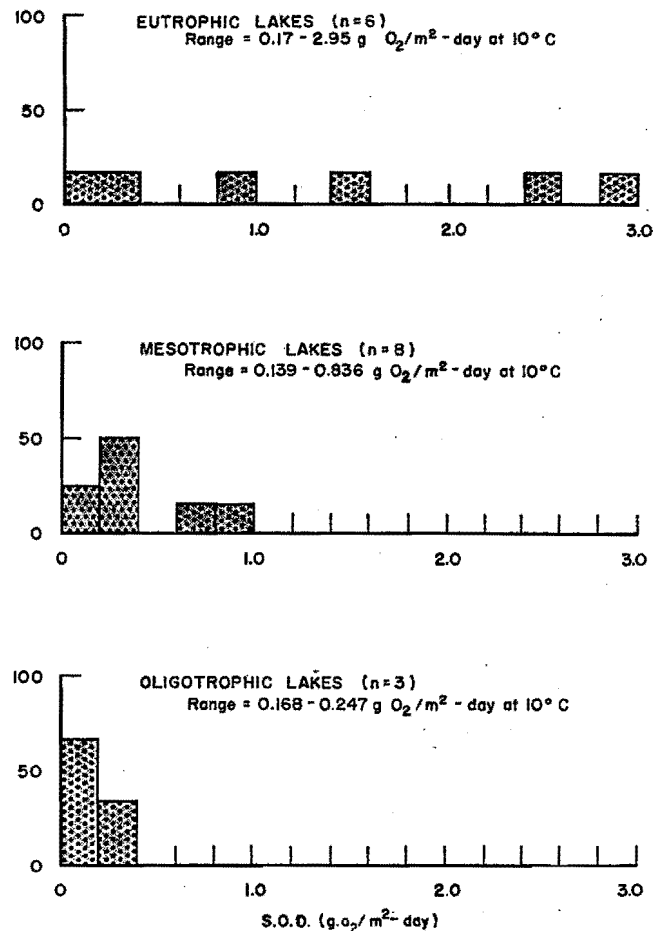 EUTROPHIC LAKES (n=6)
Range = 0.17-2.95 g O₂/m²-day at 10°C
100
50
0
0 1.0 2.0 3.0
MESOTROPHIC LAKES (n=8)
Range = 0.139-0.836 g O₂/m²-day at 10°C
100
50
0
0 1.0 2.0 3.0
OLIGOTROPHIC LAKES (n=3)
Range = 0.168-0.247 g O₂/m²-day at 10°C
100
50
0
0 1.0 2.0 3.0
S.O.D. (g.o₂/m²-day)